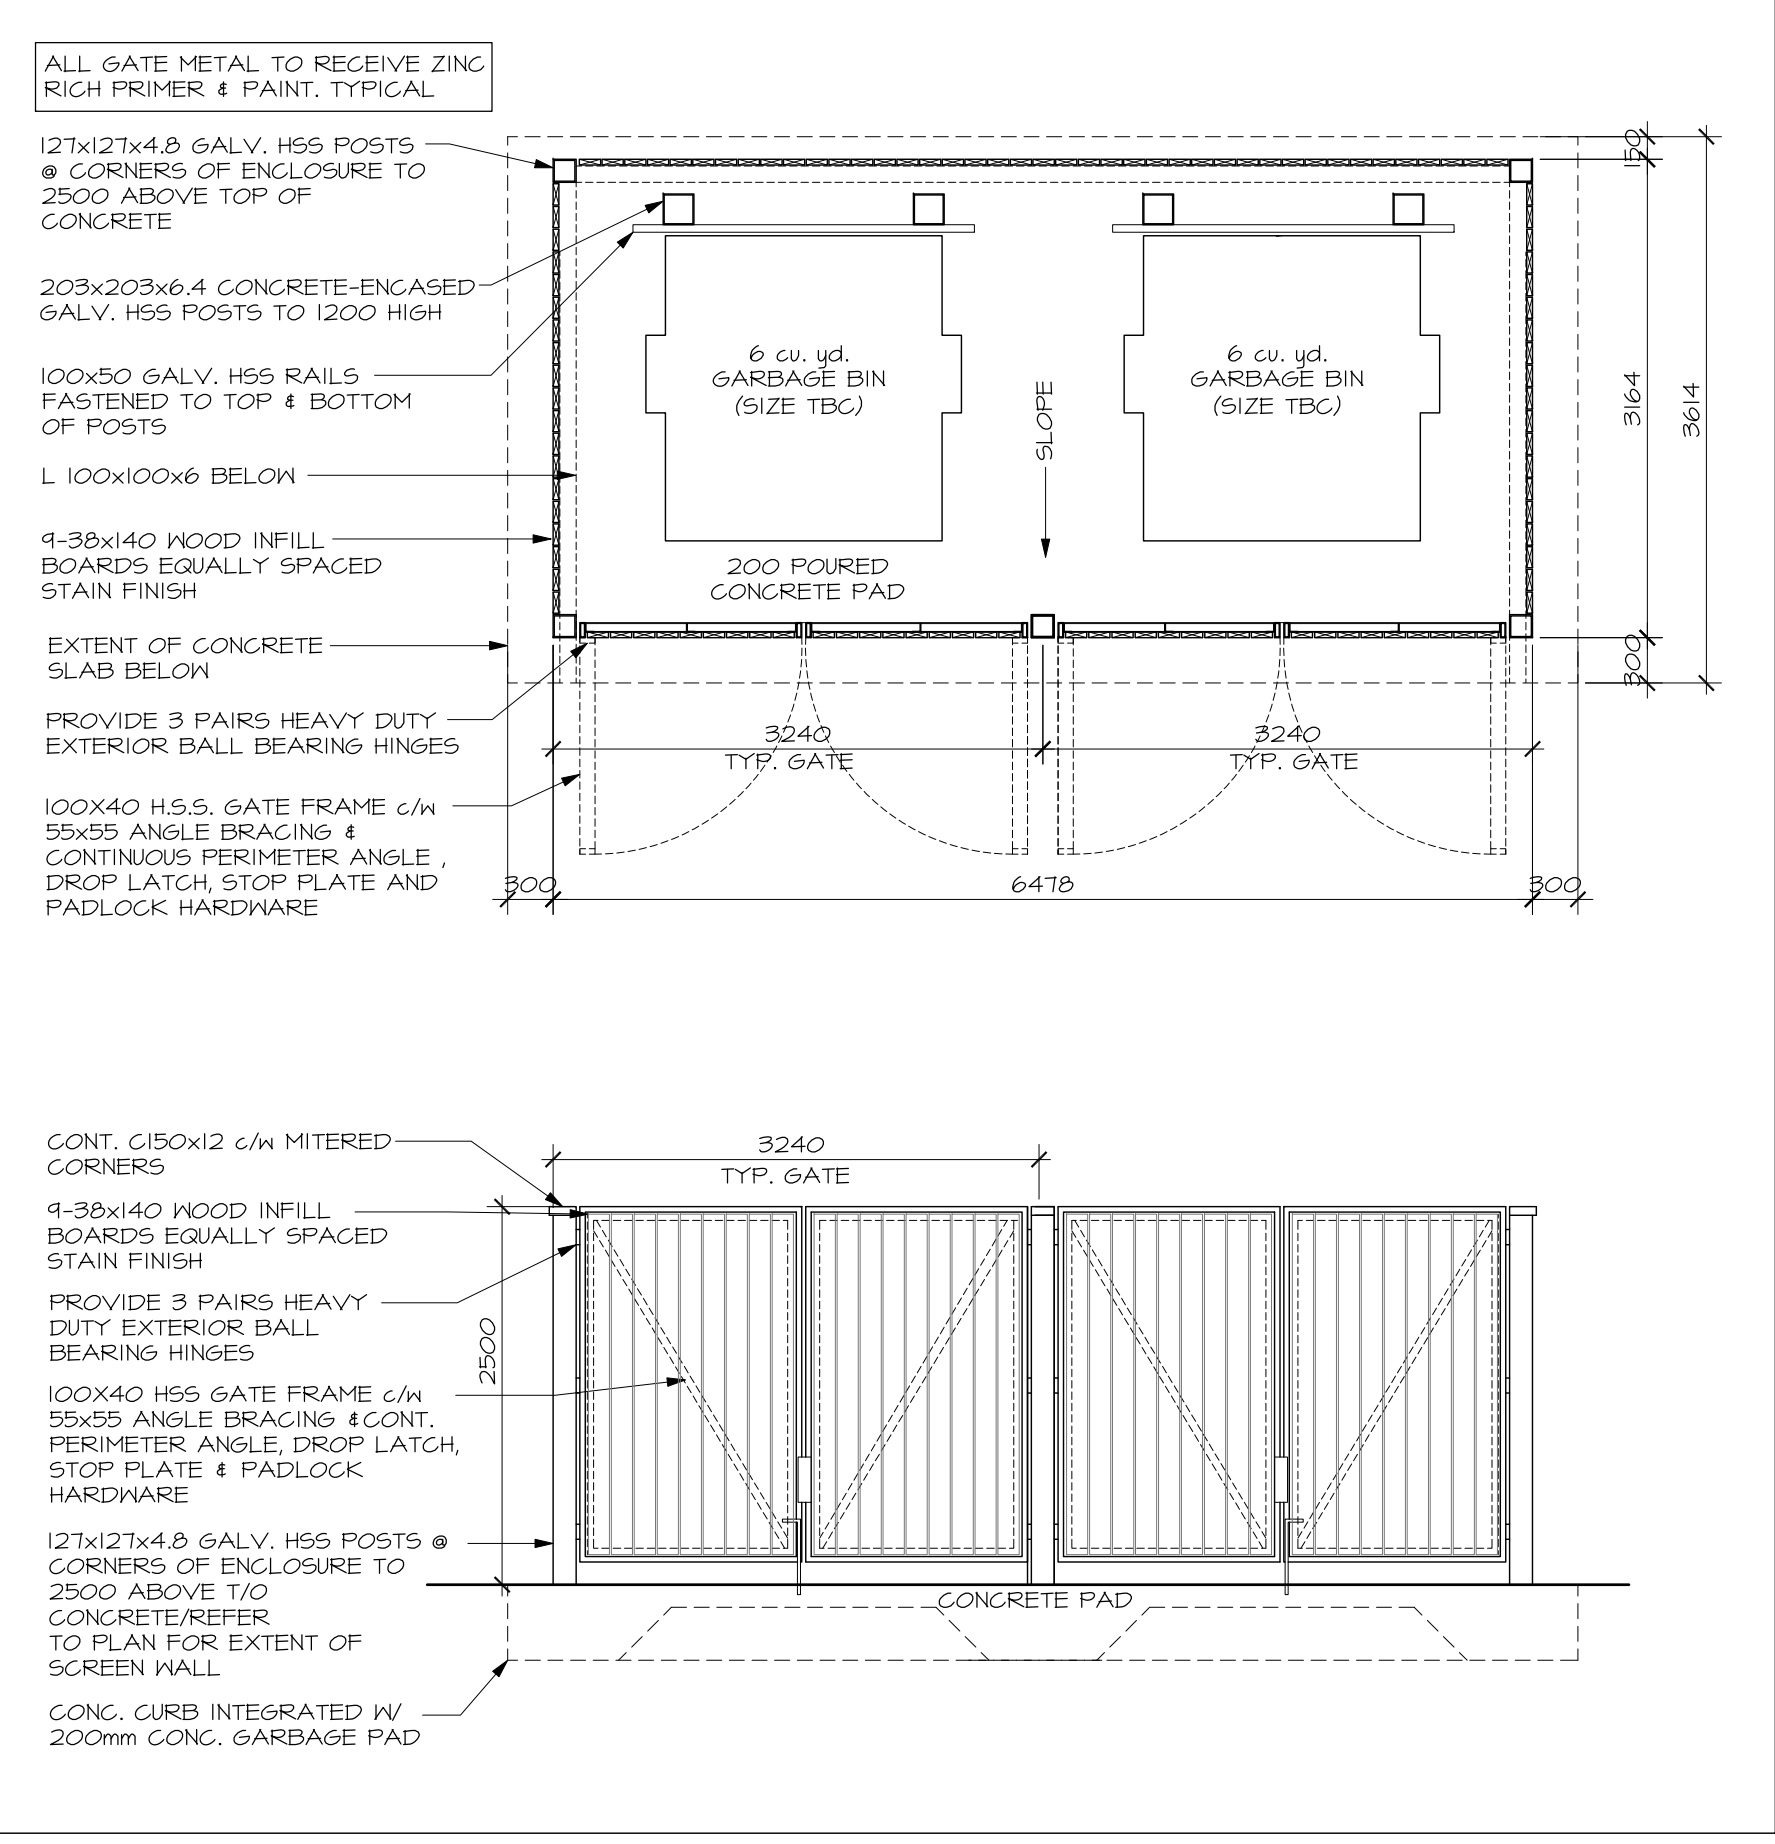 ALL GATE METAL TO RECEIVE ZINC
RICH PRIMER & PAINT. TYPICAL
127x127x4.8 GALV. HSS POSTS
@ CORNERS OF ENCLOSURE TO
2500 ABOVE TOP OF
CONCRETE
203x203x6.4 CONCRETE-ENCASED
GALV. HSS POSTS TO 1200 HIGH
100x50 GALV. HSS RAILS
FASTENED TO TOP & BOTTOM
OF POSTS
L 100x100x6 BELOW
9-38x140 WOOD INFILL
BOARDS EQUALLY SPACED
STAIN FINISH
EXTENT OF CONCRETE
SLAB BELOW
PROVIDE 3 PAIRS HEAVY DUTY
EXTERIOR BALL BEARING HINGES
100X40 H.S.S. GATE FRAME c/w
55x55 ANGLE BRACING &
CONTINUOUS PERIMETER ANGLE ,
DROP LATCH, STOP PLATE AND
PADLOCK HARDWARE
6 cu. yd.
GARBAGE BIN
(SIZE TBC)
6 cu. yd.
GARBAGE BIN
(SIZE TBC)
SLOPE
200 POURED
CONCRETE PAD
150
3164
3614
300
3240
TYP. GATE
3240
TYP. GATE
300
6478
300
CONT. C150x12 c/w MITERED
CORNERS
9-38x140 WOOD INFILL
BOARDS EQUALLY SPACED
STAIN FINISH
PROVIDE 3 PAIRS HEAVY
DUTY EXTERIOR BALL
BEARING HINGES
100X40 HSS GATE FRAME c/w
55x55 ANGLE BRACING &CONT.
PERIMETER ANGLE, DROP LATCH,
STOP PLATE & PADLOCK
HARDWARE
127x127x4.8 GALV. HSS POSTS @
CORNERS OF ENCLOSURE TO
2500 ABOVE T/O
CONCRETE/REFER
TO PLAN FOR EXTENT OF
SCREEN WALL
CONC. CURB INTEGRATED W/
200mm CONC. GARBAGE PAD
3240
TYP. GATE
2500
CONCRETE PAD